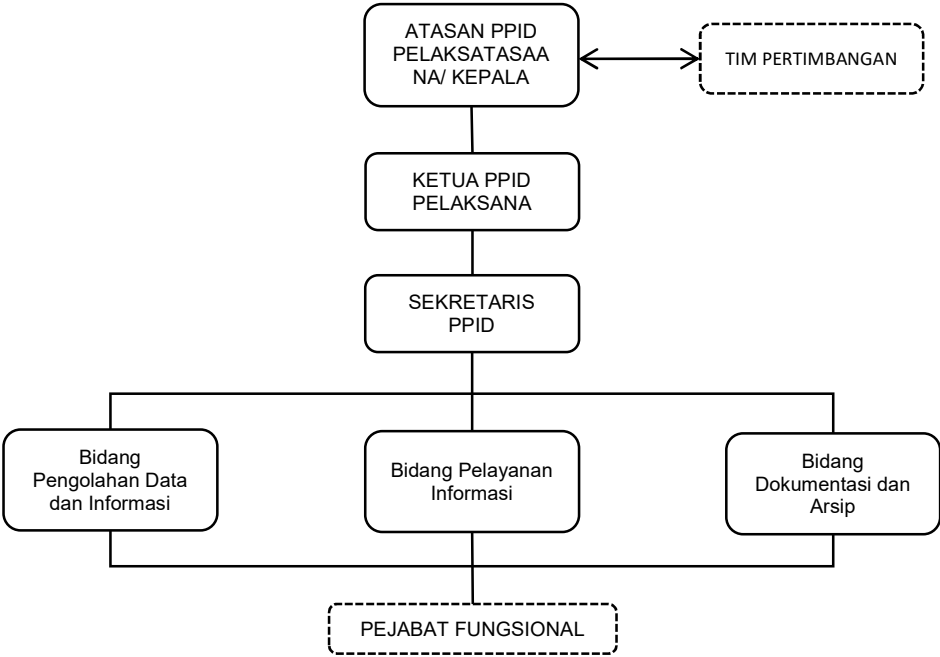 ATASAN PPID
PELAKSATASAA
NA/ KEPALA
TIM PERTIMBANGAN
KETUA PPID
PELAKSANA
SEKRETARIS
PPID
Bidang
Pengolahan Data
dan Informasi
Bidang Pelayanan
Informasi
Bidang
Dokumentasi dan
Arsip
PEJABAT FUNGSIONAL